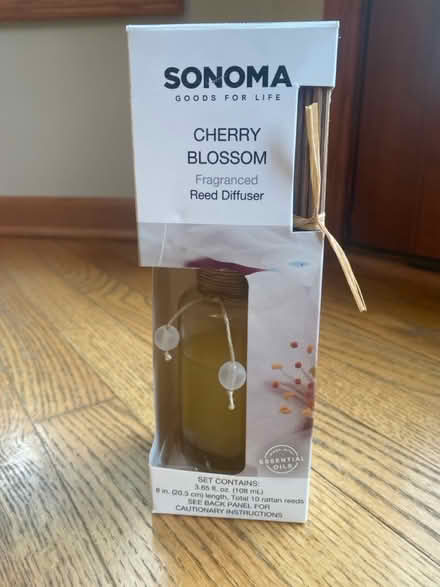 SONOMA
GOODS FOR LIFE
CHERRY
BLOSSOM
Fragranced
Reed Diffuser
ESSENTIAL
OILS
SET CONTAINS:
3.65 fl. oz. (108 mL)
8 in. (20.3 cm) length, Total 10 rattan reeds
SEE BACK PANEL FOR
CAUTIONARY INSTRUCTIONS